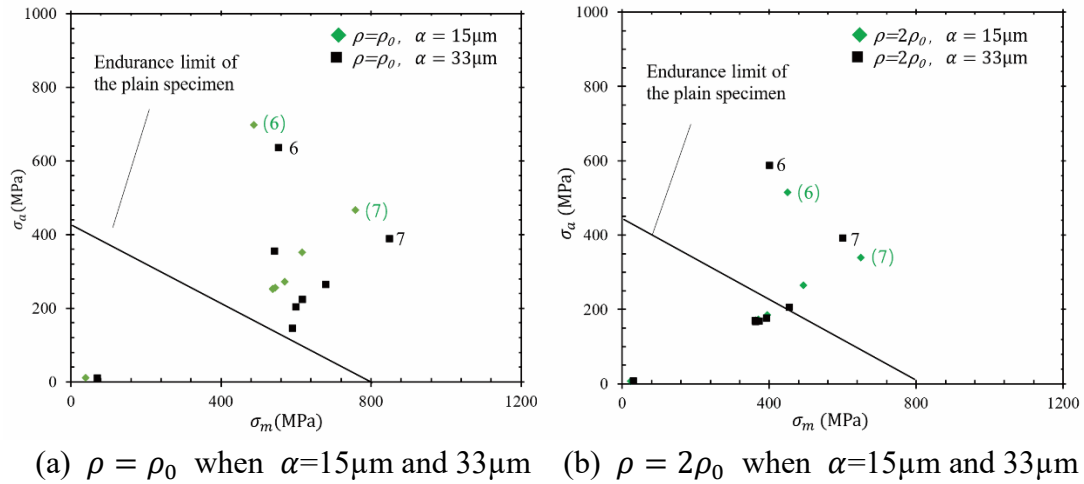 1000
800
600
400
200
0
σₐ (MPa)
0 400 800 1200
σₘ(MPa)
Endurance limit of
the plain specimen
ρ=ρ₀, α = 15μm
ρ=ρ₀, α = 33μm
(6)
6
(7)
7
(a) ρ = ρ₀ when α=15μm and 33μm
1000
800
600
400
200
0
σₐ (MPa)
0 400 800 1200
σₘ (MPa)
Endurance limit of
the plain specimen
ρ=2ρ₀, α = 15μm
ρ=2ρ₀, α = 33μm
6
(6)
7
(7)
(b) ρ = 2ρ₀ when α=15μm and 33μm